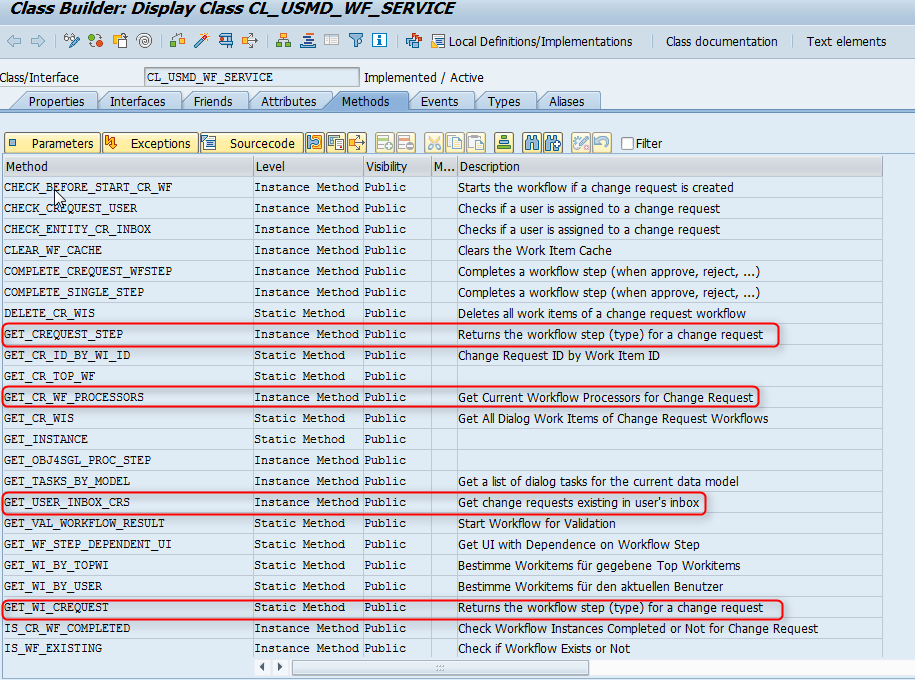 Class Builder: Display Class CL_USMD_WF_SERVICE
Local Definitions/Implementations Class documentation Text elements
Class/Interface CL_USMD_WF_SERVICE Implemented / Active
Properties Interfaces Friends Attributes Methods Events Types Aliases
Parameters Exceptions Sourcecode Filter
Method Level Visibility M... Description
CHECK_BEFORE_START_CR_WF Instance Method Public Starts the workflow if a change request is created
CHECK_CREQUEST_USER Instance Method Public Checks if a user is assigned to a change request
CHECK_ENTITY_CR_INBOX Instance Method Public Checks if a user is assigned to a change request
CLEAR_WF_CACHE Instance Method Public Clears the Work Item Cache
COMPLETE_CREQUEST_WFSTEP Instance Method Public Completes a workflow step (when approve, reject, ...)
COMPLETE_SINGLE_STEP Instance Method Public Completes a workflow step (when approve, reject, ...)
DELETE_CR_WIS Static Method Public Deletes all work items of a change request workflow
GET_CREQUEST_STEP Instance Method Public Returns the workflow step (type) for a change request
GET_CR_ID_BY_WI_ID Static Method Public Change Request ID by Work Item ID
GET_CR_TOP_WF Static Method Public
GET_CR_WF_PROCESSORS Instance Method Public Get Current Workflow Processors for Change Request
GET_CR_WIS Static Method Public Get All Dialog Work Items of Change Request Workflows
GET_INSTANCE Static Method Public
GET_OBJ4SGL_PROC_STEP Instance Method Public
GET_TASKS_BY_MODEL Instance Method Public Get a list of dialog tasks for the current data model
GET_USER_INBOX_CRS Instance Method Public Get change requests existing in user's inbox
GET_VAL_WORKFLOW_RESULT Static Method Public Start Workflow for Validation
GET_WF_STEP_DEPENDENT_UI Static Method Public Get UI with Dependence on Workflow Step
GET_WI_BY_TOPWI Static Method Public Bestimme Workitems für gegebene Top Workitems
GET_WI_BY_USER Static Method Public Bestimme Workitems für den aktuellen Benutzer
GET_WI_CREQUEST Static Method Public Returns the workflow step (type) for a change request
IS_CR_WF_COMPLETED Instance Method Public Check Workflow Instances Completed or Not for Change Request
IS_WF_EXISTING Instance Method Public Check if Workflow Exists or Not